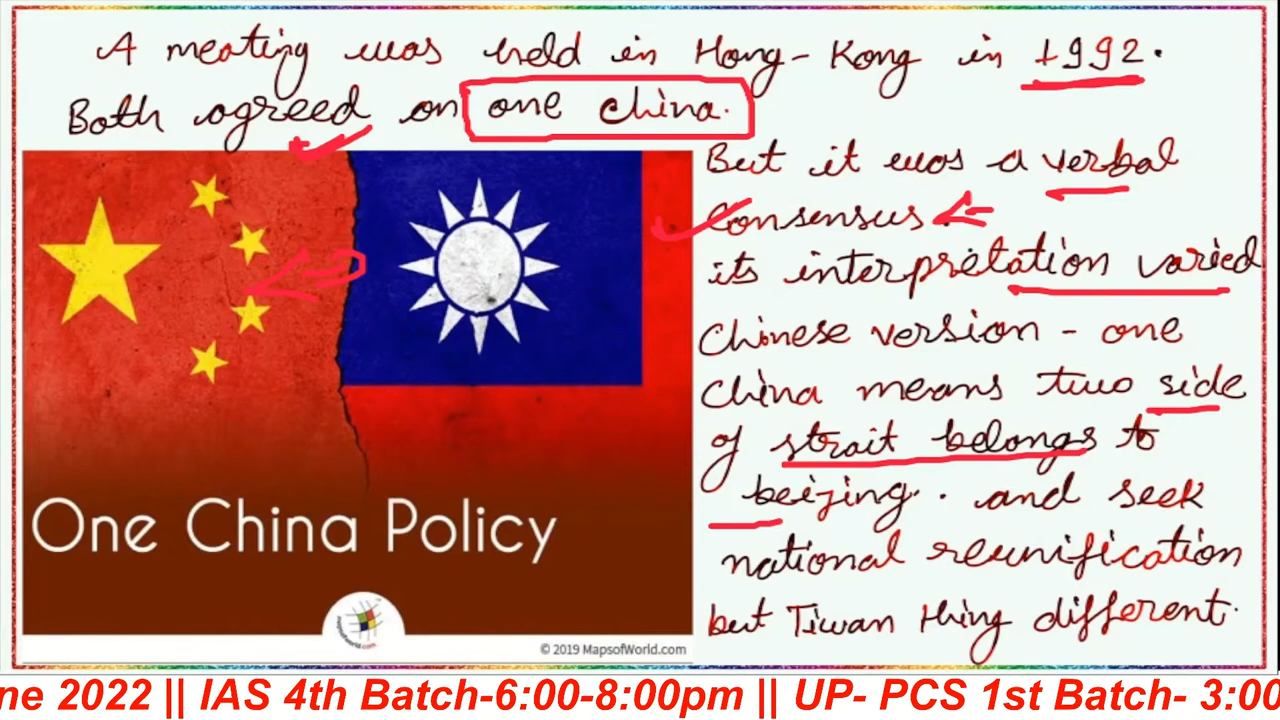 A meating was held in Hong-Kong in 1992.
Both agreed on one china.
But it was a verbal
Consensus.
its interpretation varied
Chinese version - one
China means two side
of strait belongs to
beijing. and seek
national reunification
but Tiwan thing different.
One China Policy
mapsofworld.com
© 2019 MapsofWorld.com
ne 2022 || IAS 4th Batch-6:00-8:00pm || UP- PCS 1st Batch- 3:00